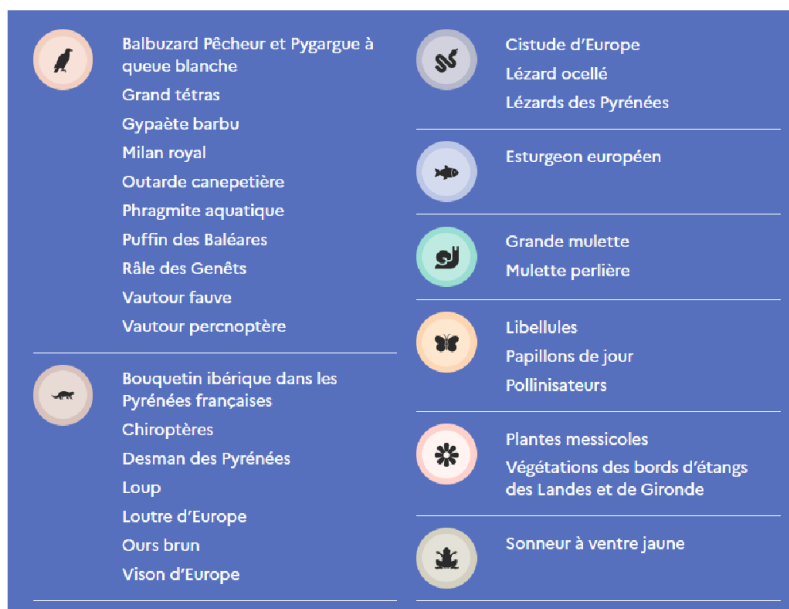 Balbuzard Pêcheur et Pygargue à
queue blanche
Grand tétras
Gypaète barbu
Milan royal
Outarde canepetière
Phragmite aquatique
Puffin des Baléares
Râle des Genêts
Vautour fauve
Vautour percnoptère
Bouquetin ibérique dans les
Pyrénées françaises
Chiroptères
Desman des Pyrénées
Loup
Loutre d'Europe
Ours brun
Vison d'Europe
Cistude d'Europe
Lézard ocellé
Lézards des Pyrénées
Esturgeon européen
Grande mulette
Mulette perlière
Libellules
Papillons de jour
Pollinisateurs
Plantes messicoles
Végétations des bords d'étangs
des Landes et de Gironde
Sonneur à ventre jaune